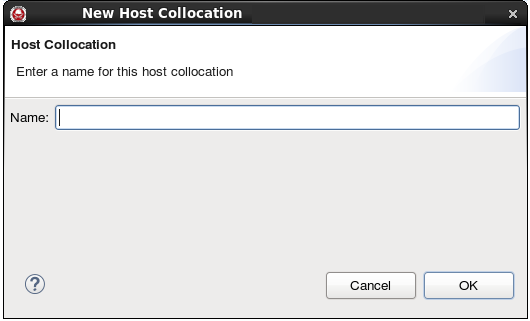 New Host Collocation
Host Collocation
Enter a name for this host collocation
Name:
?
Cancel OK